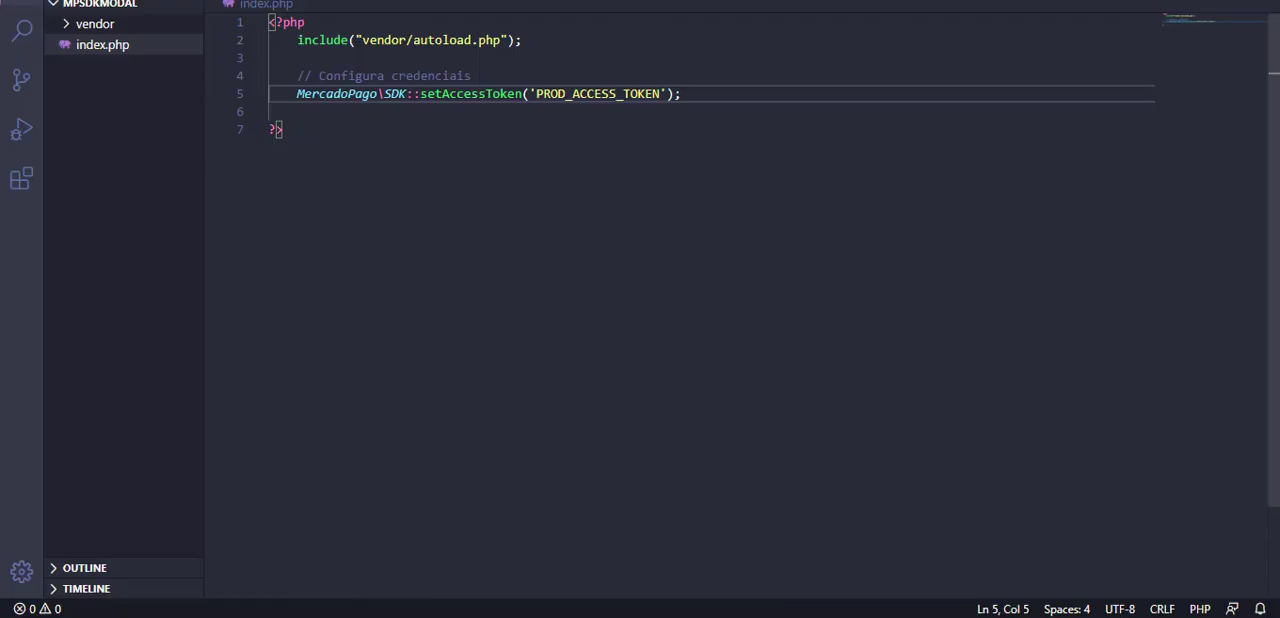 MPSDKMODAL
index.php
vendor
index.php
1 <?php
2 include("vendor/autoload.php");
3
4 // Configura credenciais
5 MercadoPago\SDK::setAccessToken('PROD_ACCESS_TOKEN');
6
7 ?>
OUTLINE
TIMELINE
0 0 Ln 5, Col 5 Spaces: 4 UTF-8 CRLF PHP